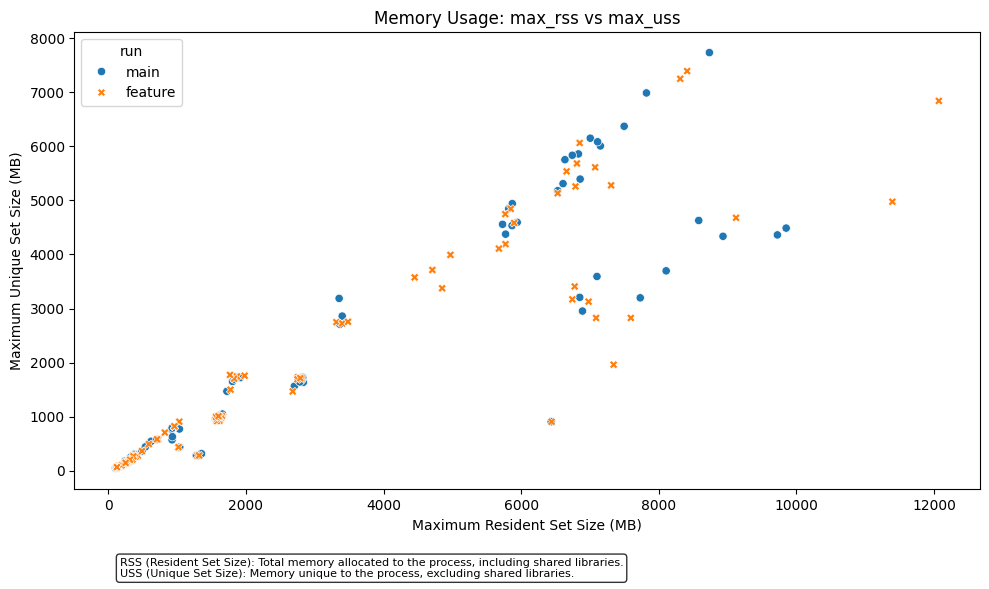 Memory Usage: max_rss vs max_uss
run
main
feature
8000
7000
6000
5000
4000
3000
2000
1000
0
Maximum Unique Set Size (MB)
0 2000 4000 6000 8000 10000 12000
Maximum Resident Set Size (MB)
RSS (Resident Set Size): Total memory allocated to the process, including shared libraries.
USS (Unique Set Size): Memory unique to the process, excluding shared libraries.